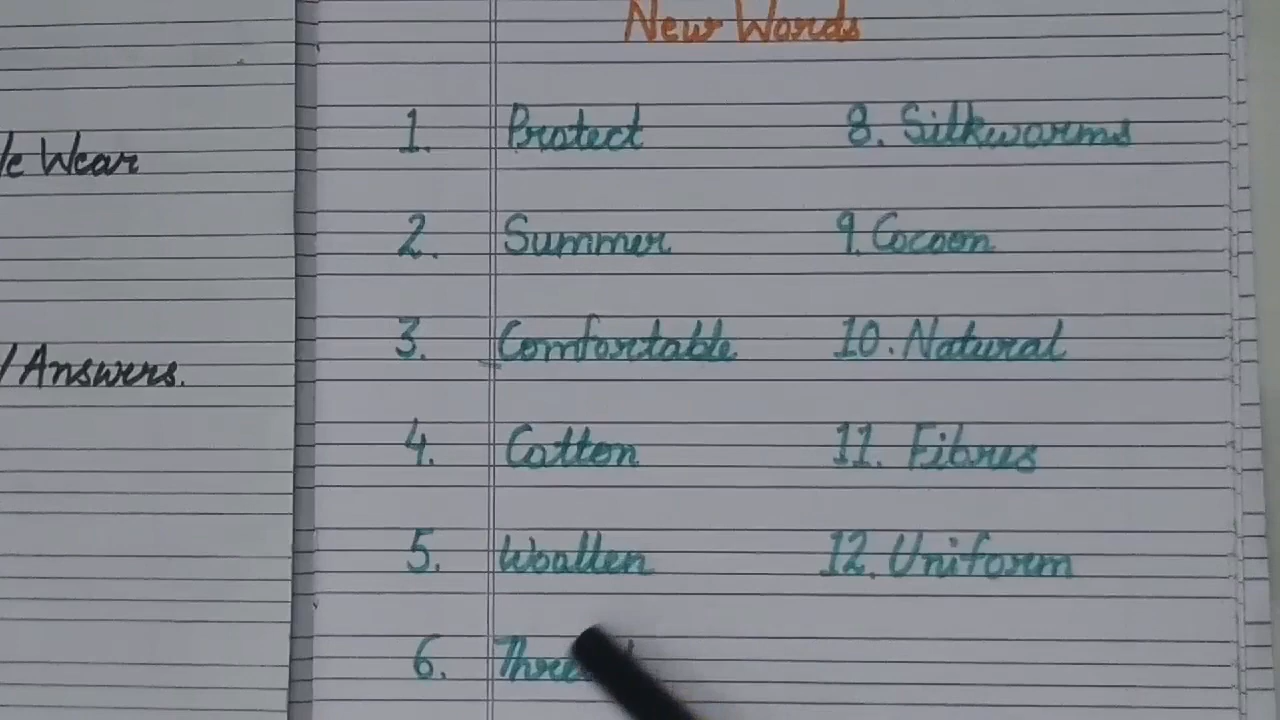 New Words
1. Protect
2. Summer
3. Comfortable
4. Cotton
5. Woollen
6.
8. Silkworms
9. Cocoon
10. Natural
11. Fibres
12. Uniform
Wear
Answers.